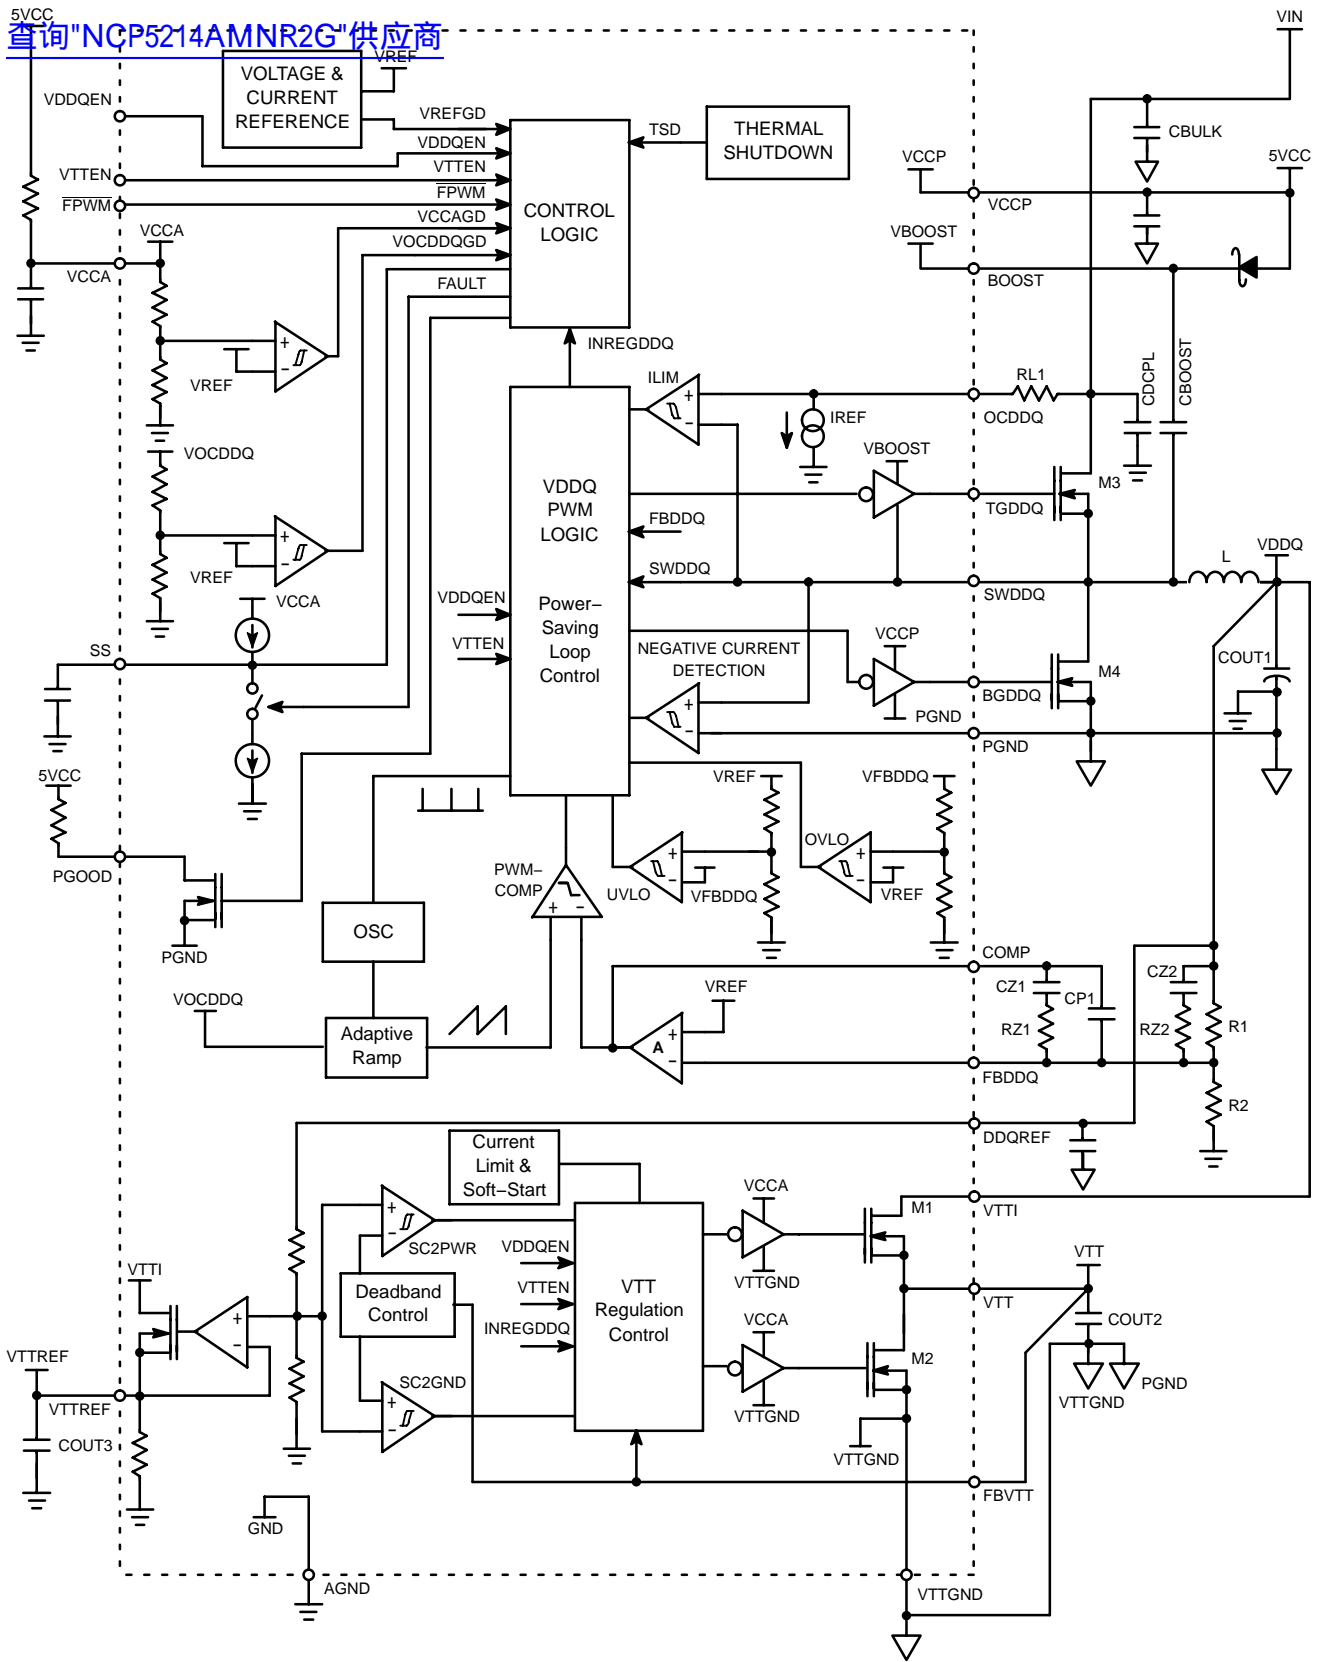 5VCC
查询"NCP5214AMNR2G"供应商
VIN
VREF
VOLTAGE &
CURRENT
REFERENCE
VDDQEN
VREFGD
VDDQEN
VTTEN
FPWM
VCCAGD
VOCDDQGD
FAULT
TSD
THERMAL
SHUTDOWN
CBULK
VCCP
5VCC
VTTEN
FPWM
CONTROL
LOGIC
VCCP
VBOOST
VCCA
VCCA
BOOST
INREGDDQ
VREF
ILIM
RL1
CDCPL
CBOOST
IREF
OCDDQ
VOCDDQ
VBOOST
VDDQ
PWM
LOGIC
M3
TGDDQ
FBDDQ
VREF
SWDDQ
SWDDQ
L
VDDQ
VCCA
VDDQEN
Power–
Saving
Loop
Control
VTTEN
SS
NEGATIVE CURRENT
DETECTION
VCCP
COUT1
M4
BGDDQ
PGND
PGND
5VCC
VREF
VFBDDQ
OVLO
PGOOD
PWM–
COMP
UVLO
VFBDDQ
VREF
OSC
PGND
COMP
VOCDDQ
VREF
CZ1
CP1
CZ2
Adaptive
Ramp
A
RZ1
RZ2
R1
FBDDQ
R2
DDQREF
Current
Limit &
Soft–Start
VCCA
M1
VTTI
SC2PWR
VDDQEN
VTTI
Deadband
Control
VTTEN
VTT
Regulation
Control
VTTGND
VTT
VTT
INREGDDQ
VCCA
COUT2
VTTREF
SC2GND
M2
PGND
VTTREF
VTTGND
VTTGND
COUT3
VTTGND
FBVTT
GND
AGND
VTTGND